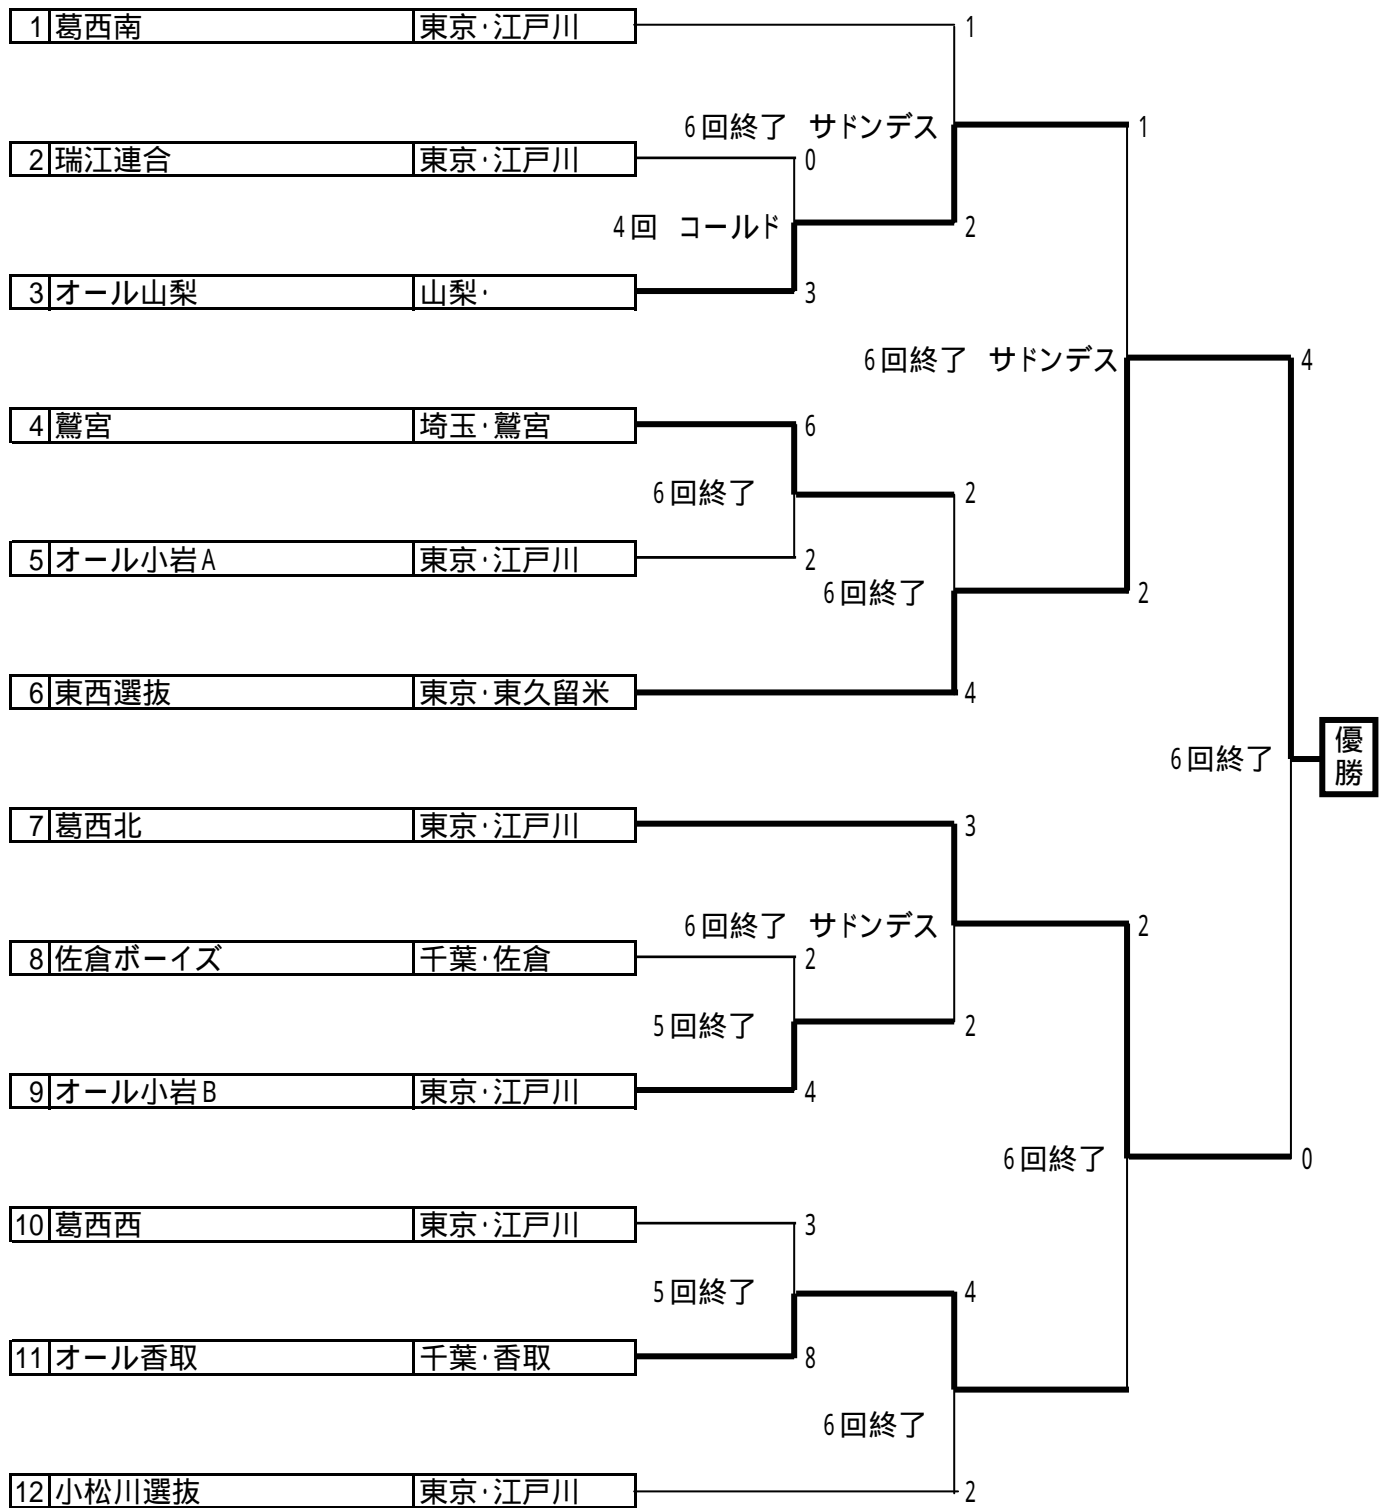 1 葛西南 東京・江戸川 1
6回終了 サドンデス 1
2 瑞江連合 東京・江戸川 0
4回 コールド 2
3 オール山梨 山梨・ 3
6回終了 サドンデス 4
4 鷲宮 埼玉・鷲宮 6
6回終了 2
5 オール小岩A 東京・江戸川 2
6回終了 2
6 東西選抜 東京・東久留米 4
6回終了 優勝
7 葛西北 東京・江戸川 3
6回終了 サドンデス 2
8 佐倉ボーイズ 千葉・佐倉 2
5回終了 2
9 オール小岩B 東京・江戸川 4
6回終了 0
10 葛西西 東京・江戸川 3
5回終了 4
11 オール香取 千葉・香取 8
6回終了
12 小松川選抜 東京・江戸川 2